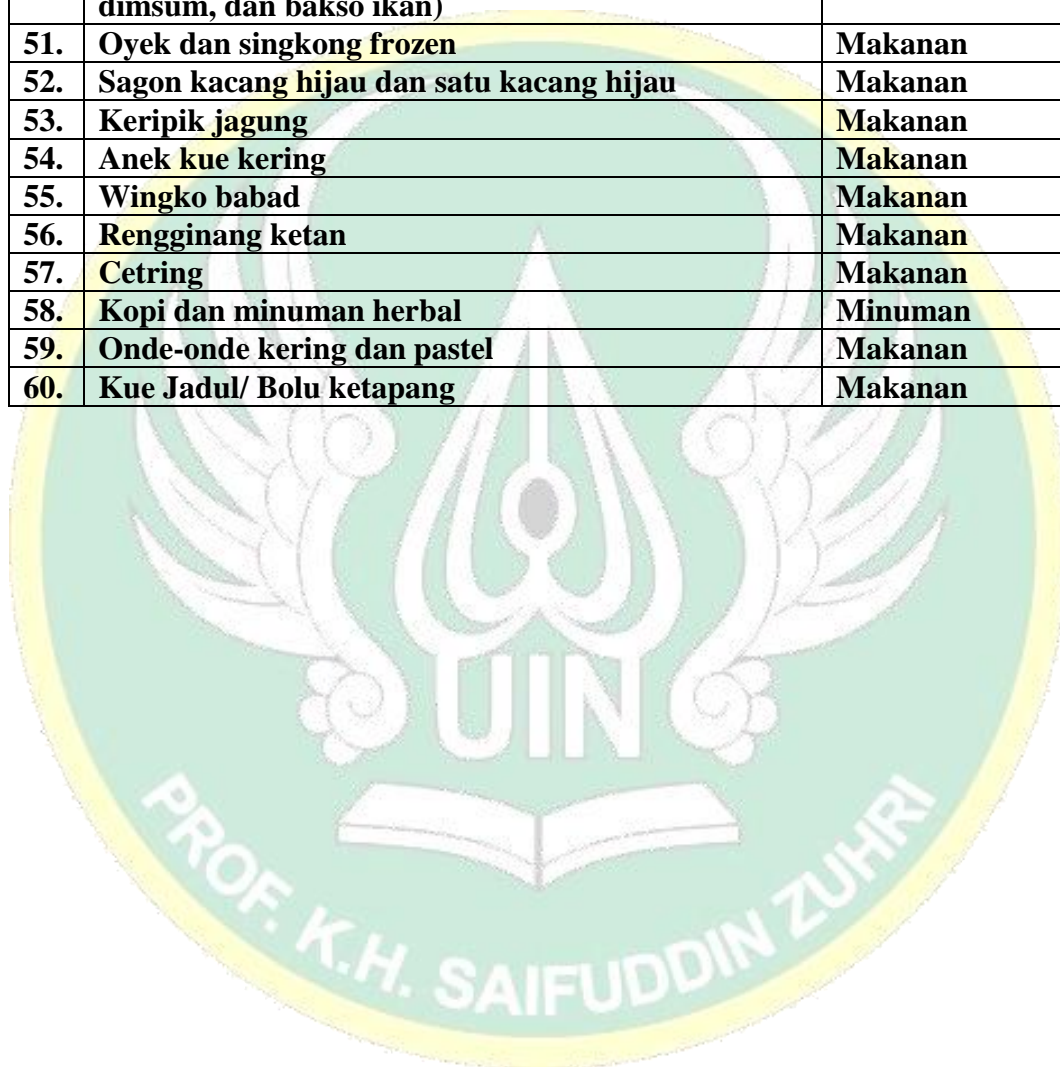 dimsum, dan bakso ikan)
51. Oyek dan singkong frozen Makanan
52. Sagon kacang hijau dan satu kacang hijau Makanan
53. Keripik jagung Makanan
54. Anek kue kering Makanan
55. Wingko babad Makanan
56. Rengginang ketan Makanan
57. Cetring Makanan
58. Kopi dan minuman herbal Minuman
59. Onde-onde kering dan pastel Makanan
60. Kue Jadul/ Bolu ketapang Makanan
UIN
PROF. K.H. SAIFUDDIN ZUHRI